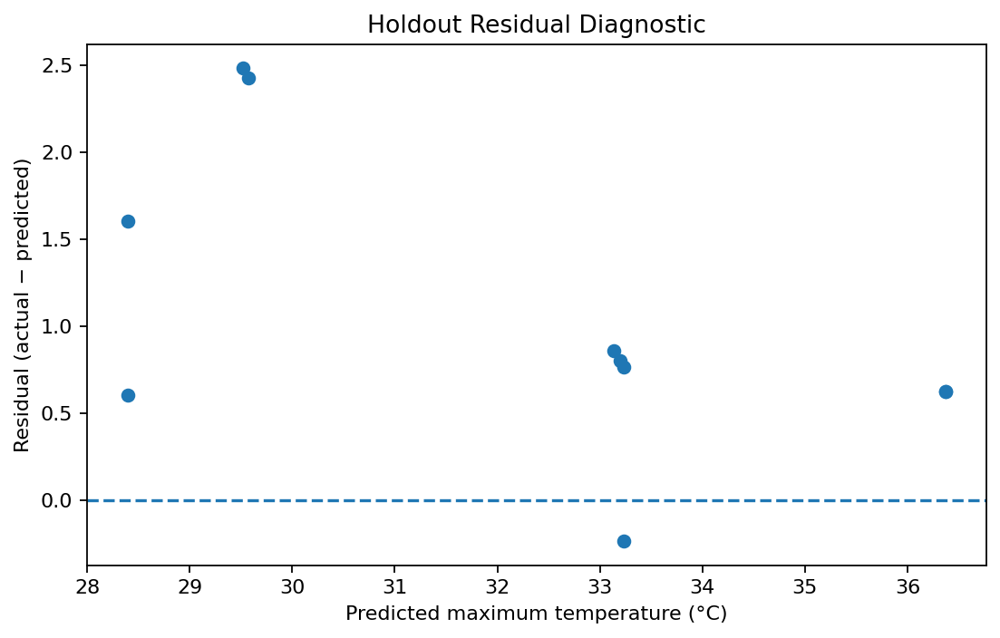 Holdout Residual Diagnostic
2.5
2.0
1.5
1.0
0.5
0.0
Residual (actual − predicted)
28 29 30 31 32 33 34 35 36
Predicted maximum temperature (°C)